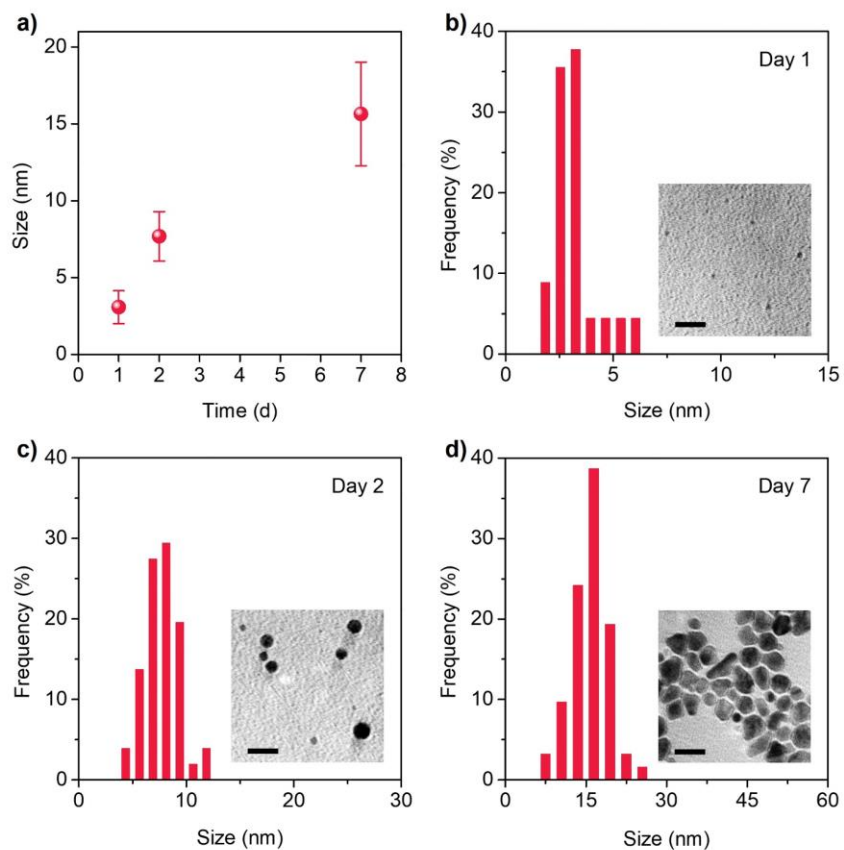 a)
20
15
10
5
0
0 1 2 3 4 5 6 7 8
Size (nm)
Time (d)
b)
Day 1
40
30
20
10
0
0 5 10 15
Frequency (%)
Size (nm)
c)
Day 2
40
30
20
10
0
0 10 20 30
Frequency (%)
Size (nm)
d)
Day 7
40
30
20
10
0
0 15 30 45 60
Frequency (%)
Size (nm)